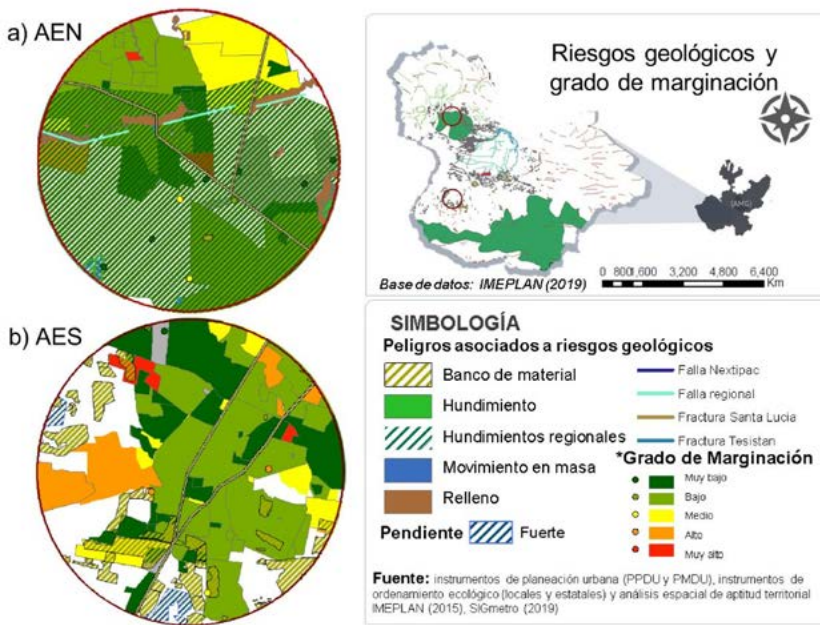 a) AEN
b) AES
Riesgos geológicos y
grado de marginación
(AMG)
Base de datos: IMEPLAN (2019)
0 800 1,600 3,200 4,800 6,400
Km
SIMBOLOGÍA
Peligros asociados a riesgos geológicos
Banco de material
Hundimiento
Hundimientos regionales
Movimiento en masa
Relleno
Pendiente Fuerte
Falla Nextipac
Falla regional
Fractura Santa Lucia
Fractura Tesistan
*Grado de Marginación
Muy bajo
Bajo
Medio
Alto
Muy alto
Fuente: instrumentos de planeación urbana (PPDU y PMDU), instrumentos de
ordenamiento ecológico (locales y estatales) y análisis espacial de aptitud territorial
IMEPLAN (2015), SIGmetro (2019)